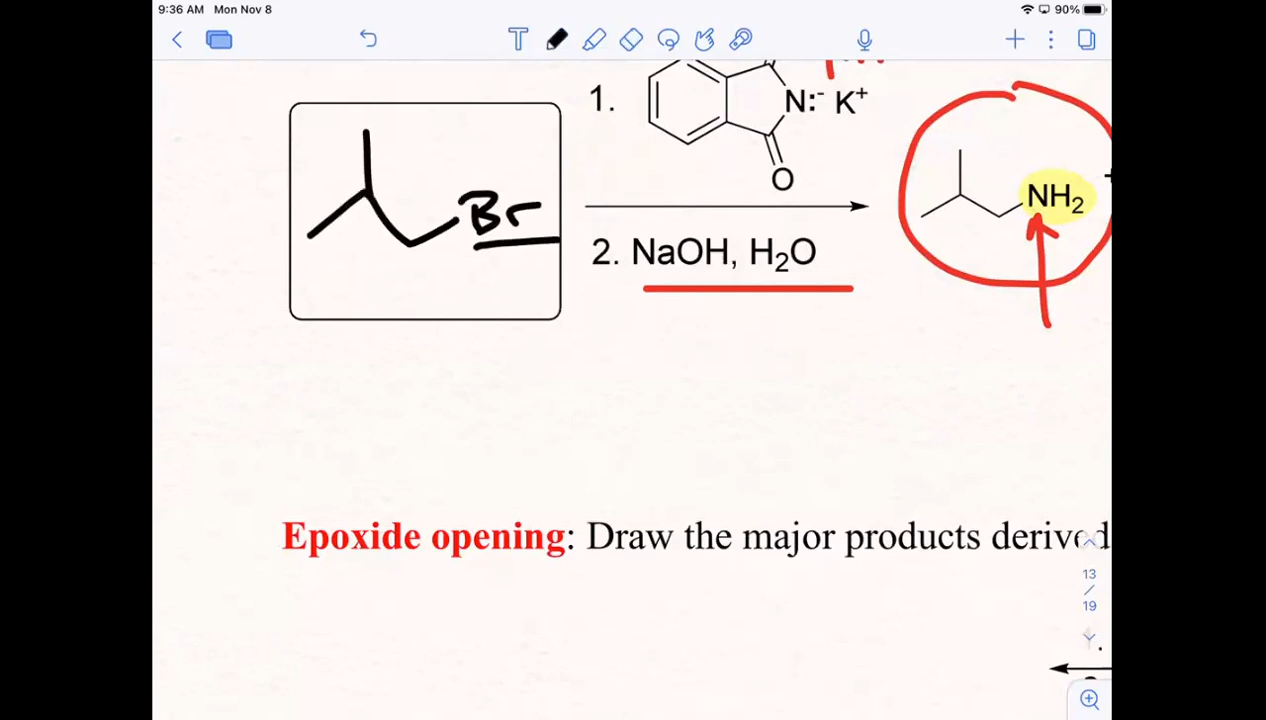 9:36 AM Mon Nov 8 90%
T
1. N:⁻ K⁺
O
Br
NH₂
2. NaOH, H₂O
Epoxide opening: Draw the major products derived
13
/
19